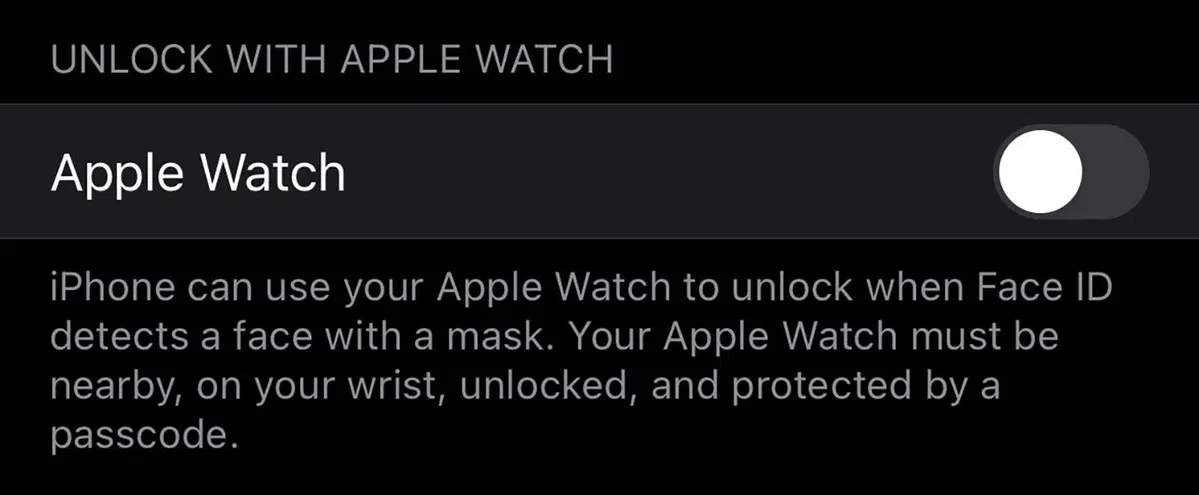 UNLOCK WITH APPLE WATCH
Apple Watch
iPhone can use your Apple Watch to unlock when Face ID
detects a face with a mask. Your Apple Watch must be
nearby, on your wrist, unlocked, and protected by a
passcode.